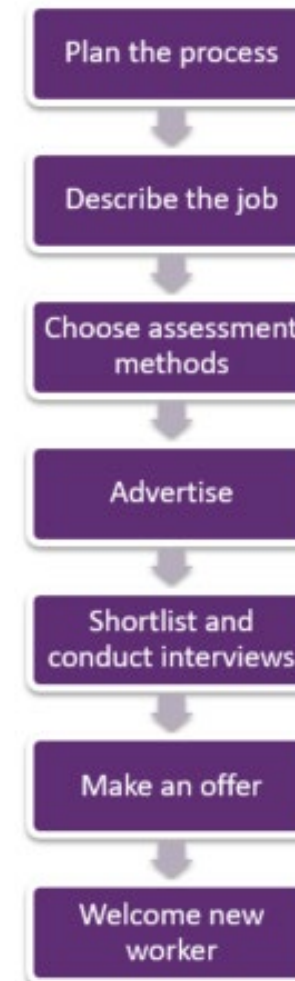 Plan the process
Describe the job
Choose assessment
methods
Advertise
Shortlist and
conduct interviews
Make an offer
Welcome new
worker